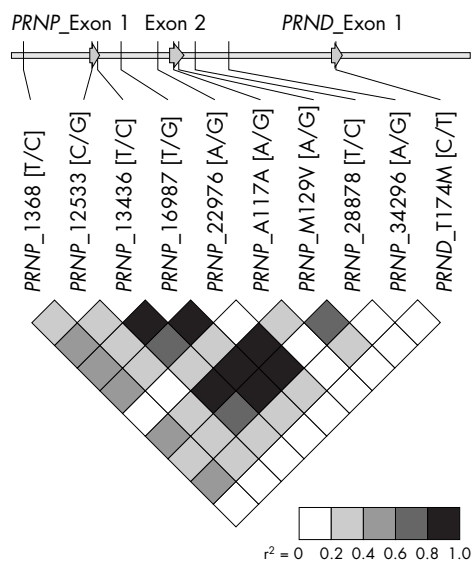 PRNP_Exon 1 Exon 2 PRND_Exon 1
PRNP_1368 [T/C]
PRNP_12533 [C/G]
PRNP_13436 [T/C]
PRNP_16987 [T/G]
PRNP_22976 [A/G]
PRNP_A117A [A/G]
PRNP_M129V [A/G]
PRNP_28878 [T/C]
PRNP_34296 [A/G]
PRND_T174M [C/T]
r² = 0 0.2 0.4 0.6 0.8 1.0